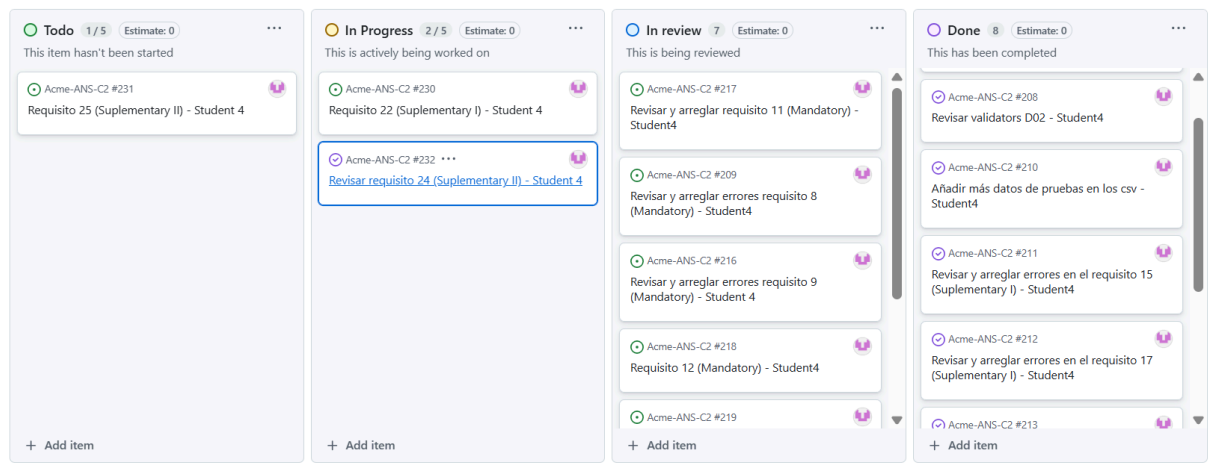 Todo 1 / 5 Estimate: 0
This item hasn't been started
Acme-ANS-C2 #231
Requisito 25 (Suplementary II) - Student 4
+ Add item
In Progress 2 / 5 Estimate: 0
This is actively being worked on
Acme-ANS-C2 #230
Requisito 22 (Suplementary I) - Student 4
Acme-ANS-C2 #232
Revisar requisito 24 (Suplementary II) - Student 4
+ Add item
In review 7 Estimate: 0
This is being reviewed
Acme-ANS-C2 #217
Revisar y arreglar requisito 11 (Mandatory) -
Student4
Acme-ANS-C2 #209
Revisar y arreglar errores requisito 8
(Mandatory) - Student4
Acme-ANS-C2 #216
Revisar y arreglar errores requisito 9
(Mandatory) - Student 4
Acme-ANS-C2 #218
Requisito 12 (Mandatory) - Student4
Acme-ANS-C2 #219
+ Add item
Done 8 Estimate: 0
This has been completed
Acme-ANS-C2 #208
Revisar validators D02 - Student4
Acme-ANS-C2 #210
Añadir más datos de pruebas en los csv -
Student4
Acme-ANS-C2 #211
Revisar y arreglar errores en el requisito 15
(Suplementary I) - Student4
Acme-ANS-C2 #212
Revisar y arreglar errores en el requisito 17
(Suplementary I) - Student4
Acme-ANS-C2 #213
+ Add item